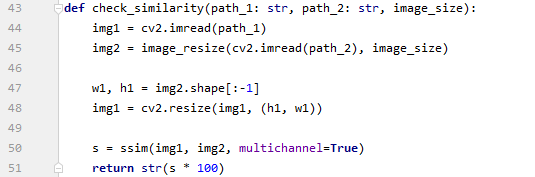 43 def check_similarity(path_1: str, path_2: str, image_size):
44     img1 = cv2.imread(path_1)
45     img2 = image_resize(cv2.imread(path_2), image_size)
46
47     w1, h1 = img2.shape[:-1]
48     img1 = cv2.resize(img1, (h1, w1))
49
50     s = ssim(img1, img2, multichannel=True)
51     return str(s * 100)